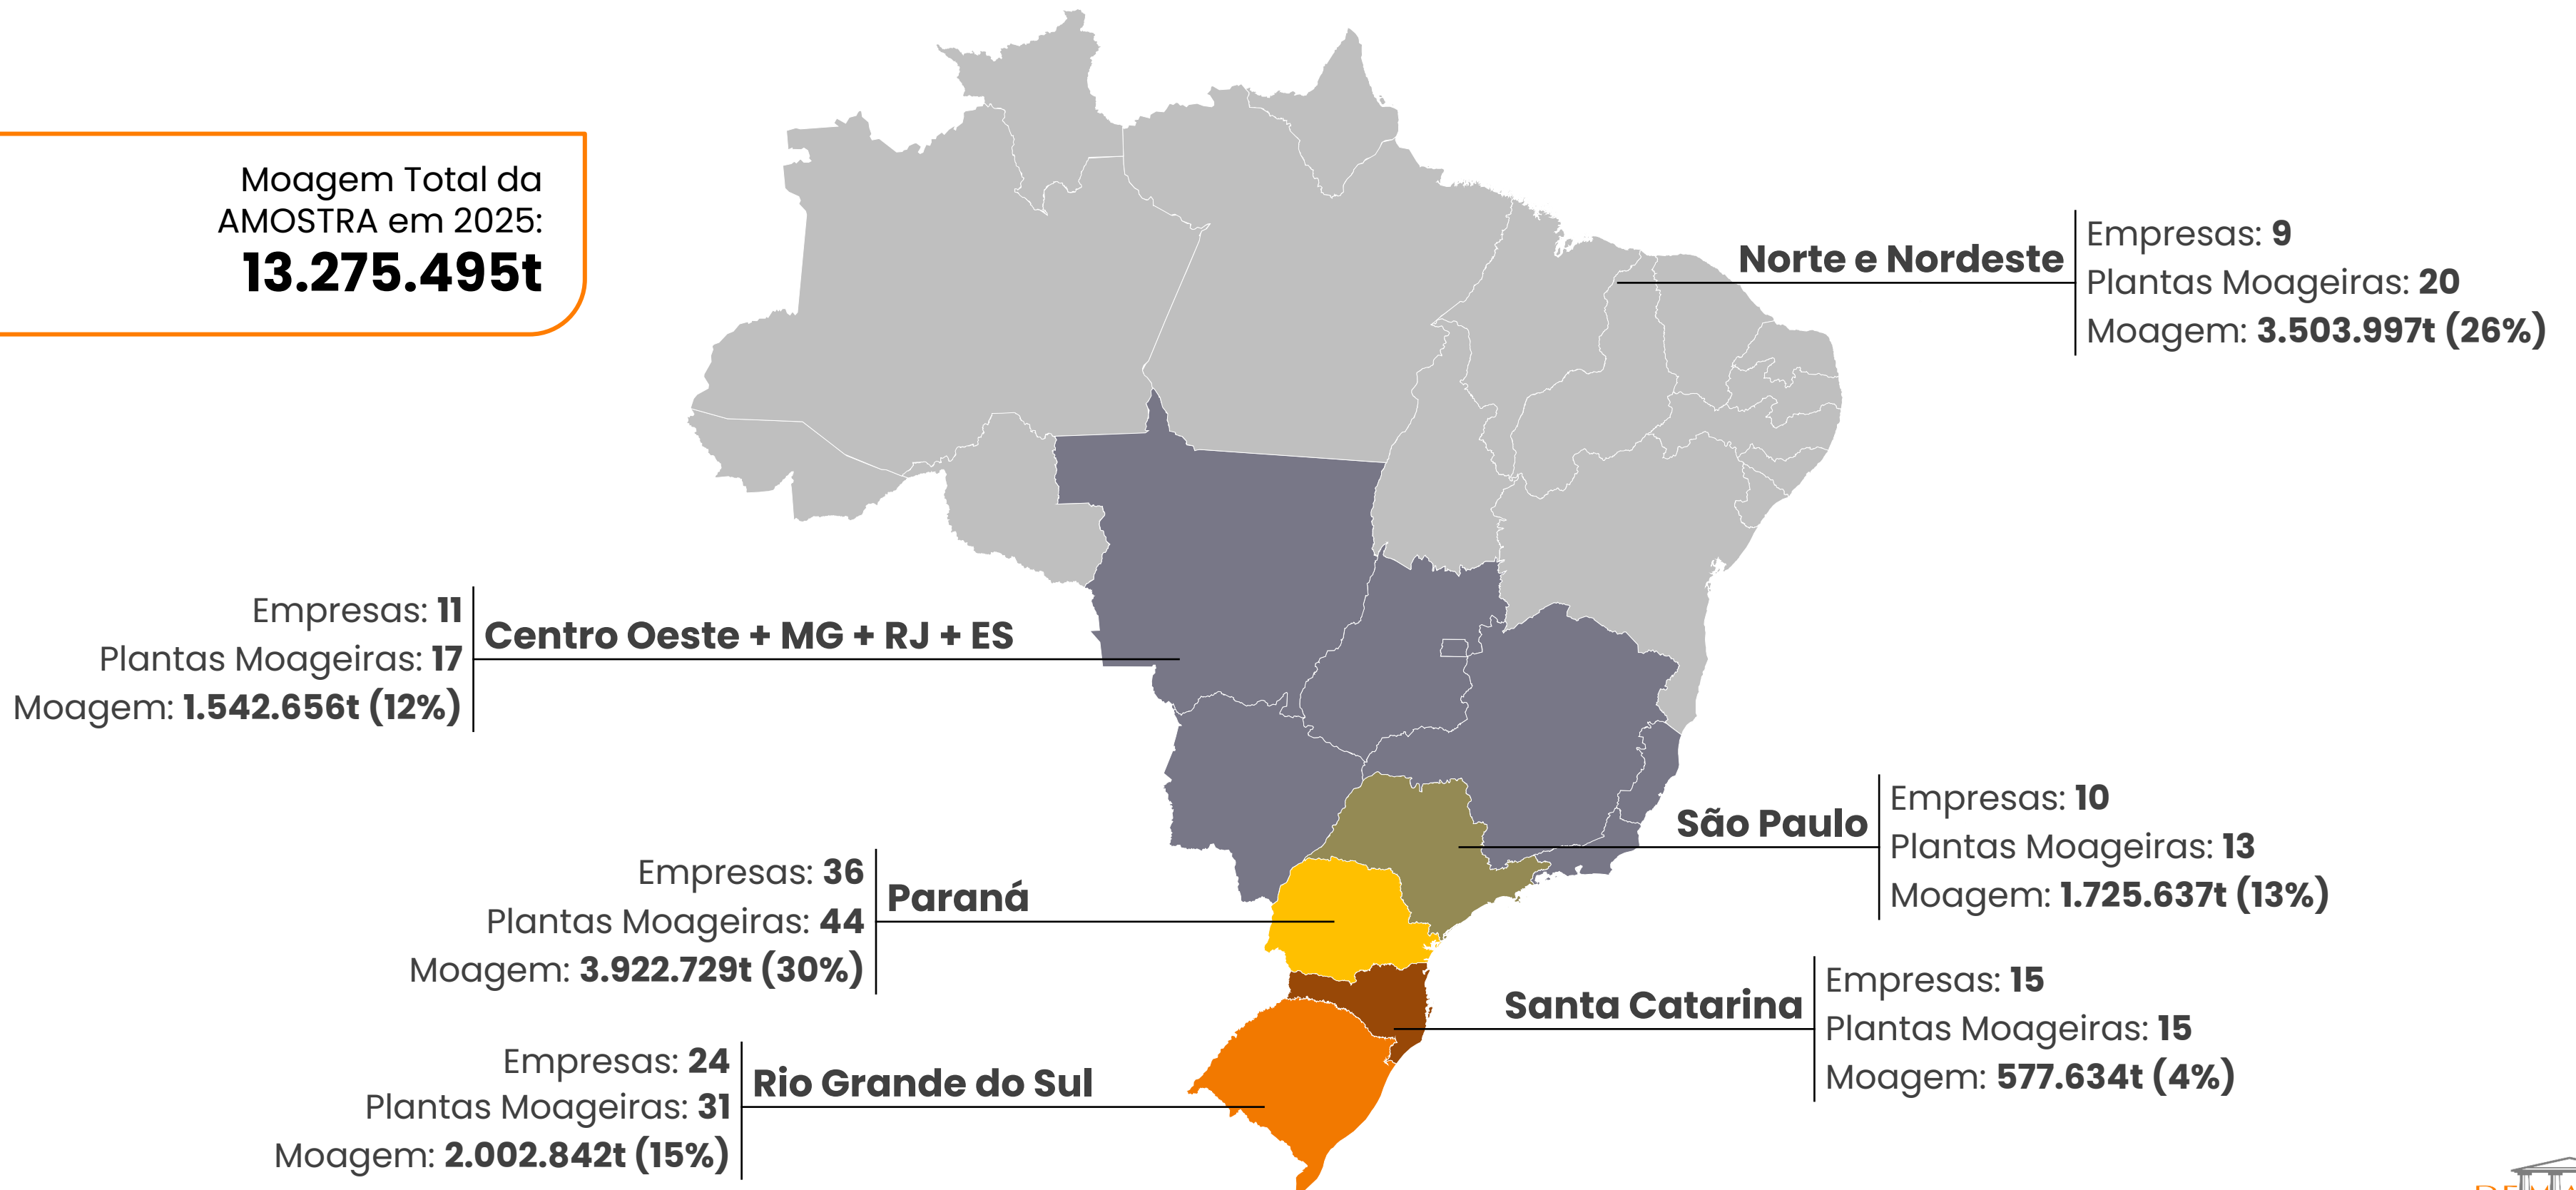 Moagem Total da
AMOSTRA em 2025:
13.275.495t
Norte e Nordeste
Empresas: 9
Plantas Moageiras: 20
Moagem: 3.503.997t (26%)
Empresas: 11
Plantas Moageiras: 17
Moagem: 1.542.656t (12%)
Centro Oeste + MG + RJ + ES
São Paulo
Empresas: 10
Plantas Moageiras: 13
Moagem: 1.725.637t (13%)
Empresas: 36
Plantas Moageiras: 44
Moagem: 3.922.729t (30%)
Paraná
Santa Catarina
Empresas: 15
Plantas Moageiras: 15
Moagem: 577.634t (4%)
Empresas: 24
Plantas Moageiras: 31
Moagem: 2.002.842t (15%)
Rio Grande do Sul